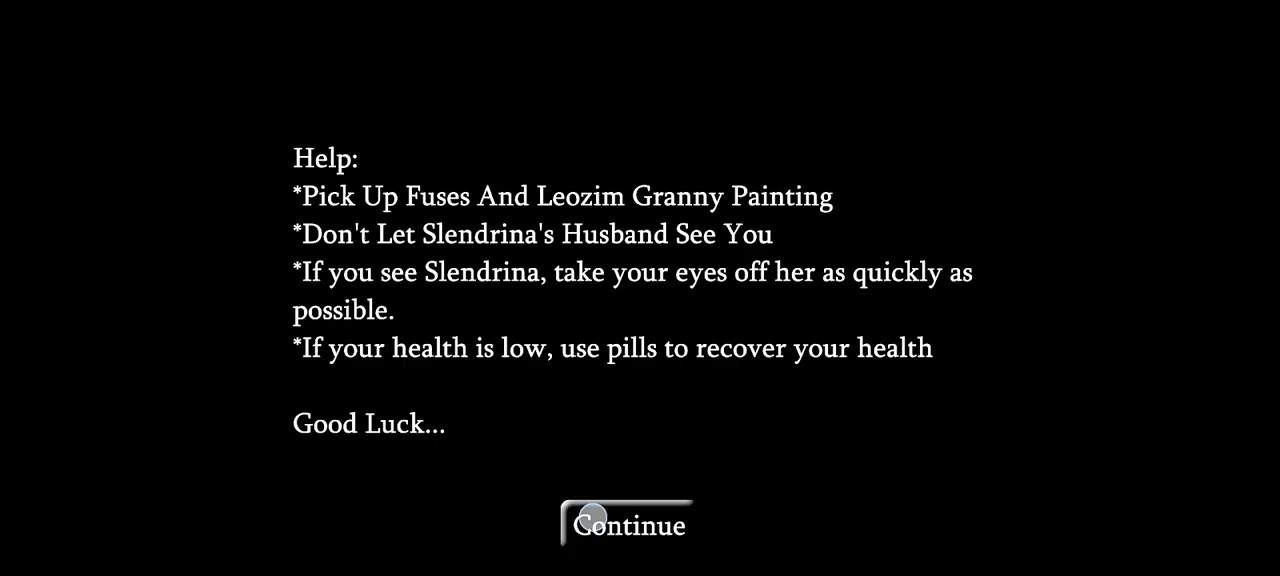 Help:
*Pick Up Fuses And Leozim Granny Painting
*Don't Let Slendrina's Husband See You
*If you see Slendrina, take your eyes off her as quickly as
possible.
*If your health is low, use pills to recover your health
Good Luck...
Continue